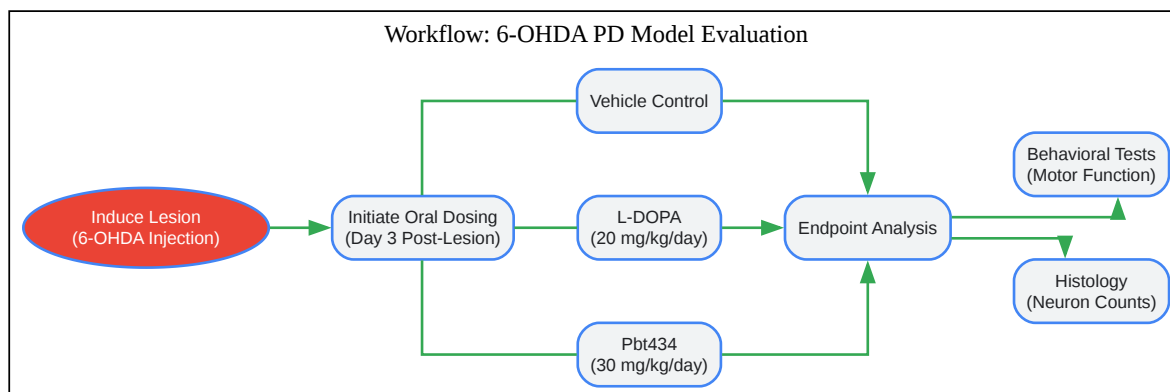 Workflow: 6-OHDA PD Model Evaluation
Vehicle Control
Behavioral Tests
(Motor Function)
Induce Lesion
(6-OHDA Injection)
Initiate Oral Dosing
(Day 3 Post-Lesion)
L-DOPA
(20 mg/kg/day)
Endpoint Analysis
Histology
(Neuron Counts)
Pbt434
(30 mg/kg/day)